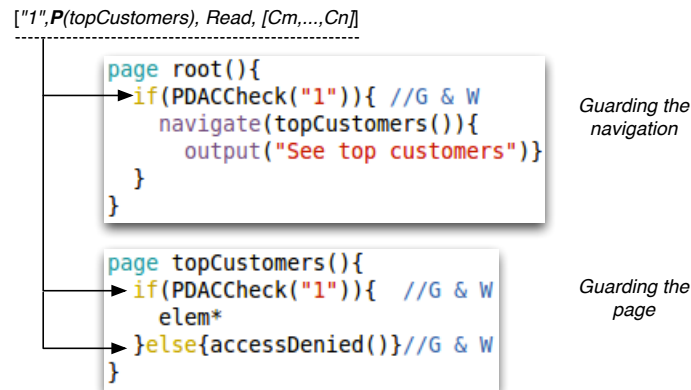 ["1",P(topCustomers), Read, [Cm,...,Cn]]
page root(){
if(PDACCheck("1")){ //G & W
navigate(topCustomers()){
output("See top customers")}
}
}
Guarding the
navigation
page topCustomers(){
if(PDACCheck("1")){ //G & W
elem*
}else{accessDenied()}//G & W
}
Guarding the
page